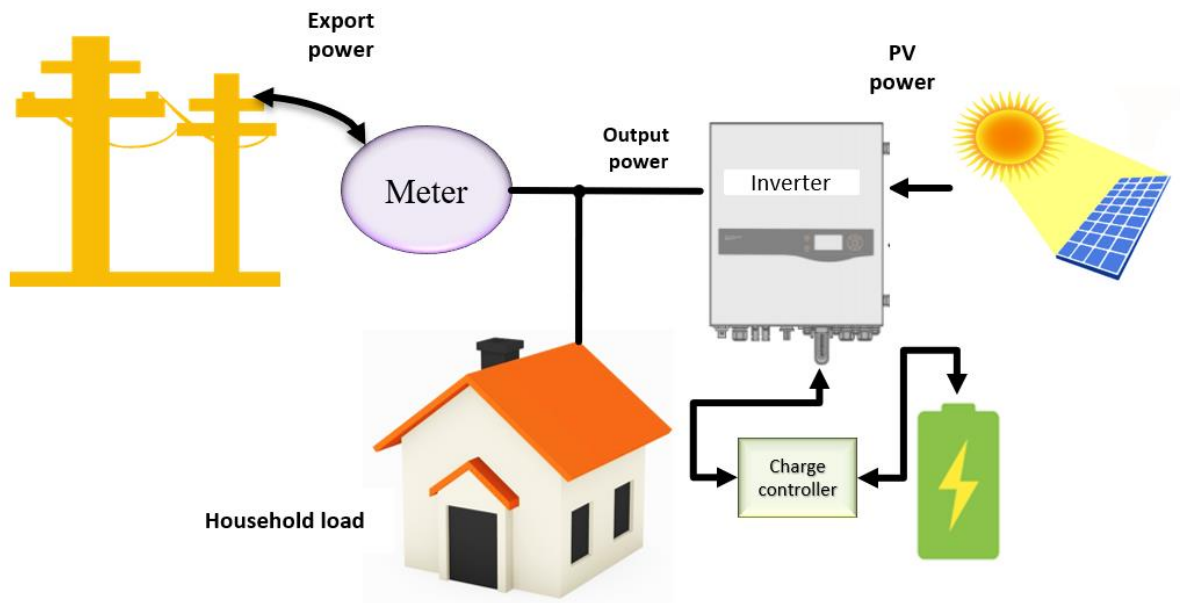 Export
power
PV
power
Output
power
Meter
Inverter
Charge
controller
Household load